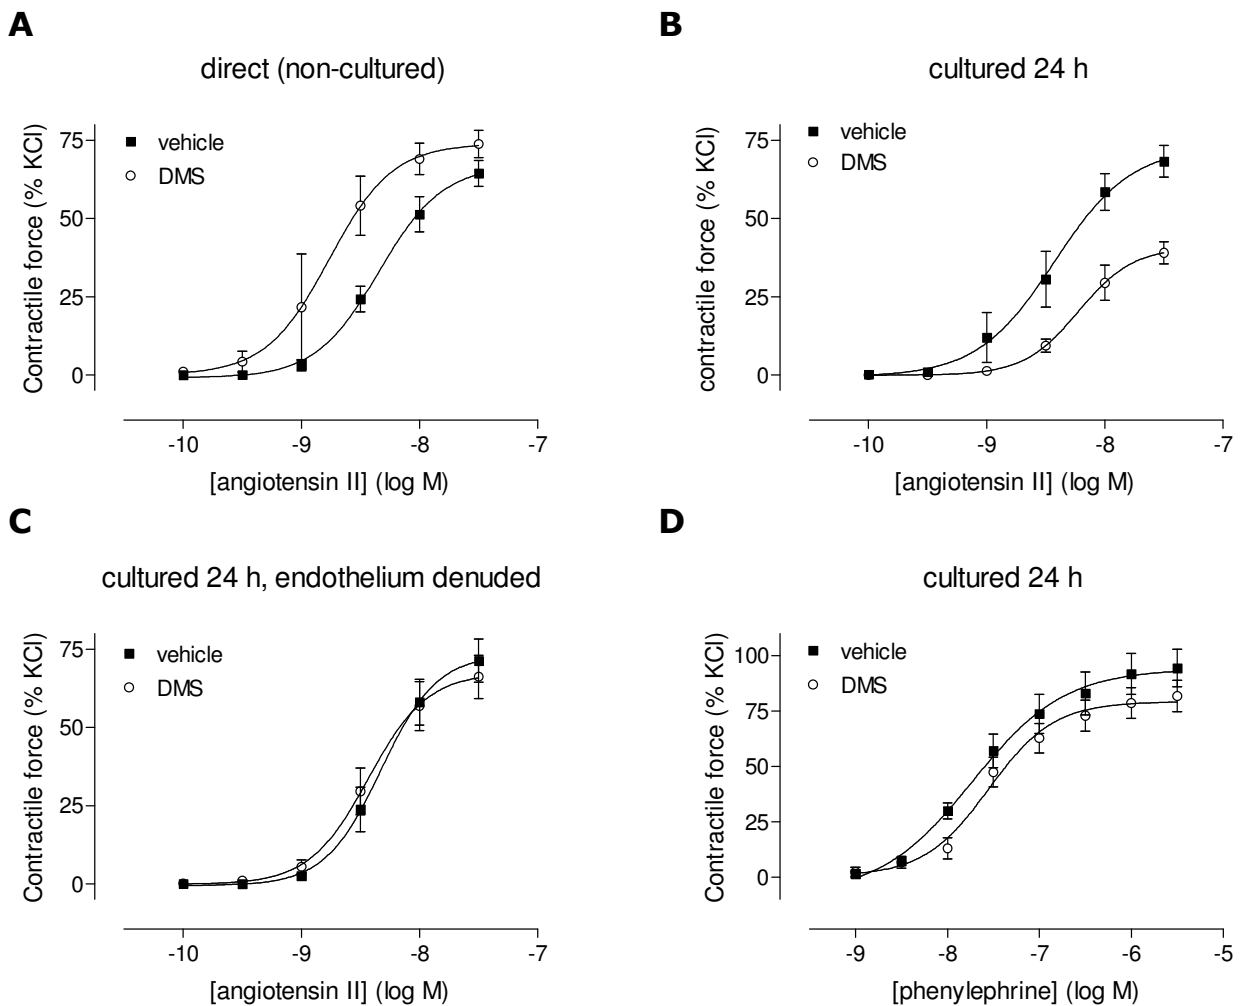 A
direct (non-cultured)
Contractile force (% KCl)
75
50
25
0
vehicle
DMS
-10
-9
-8
-7
[angiotensin II] (log M)
B
cultured 24 h
contractile force (% KCl)
75
50
25
0
vehicle
DMS
-10
-9
-8
-7
[angiotensin II] (log M)
C
cultured 24 h, endothelium denuded
Contractile force (% KCl)
75
50
25
0
vehicle
DMS
-10
-9
-8
-7
[angiotensin II] (log M)
D
cultured 24 h
Contractile force (% KCl)
100
75
50
25
0
vehicle
DMS
-9
-8
-7
-6
-5
[phenylephrine] (log M)